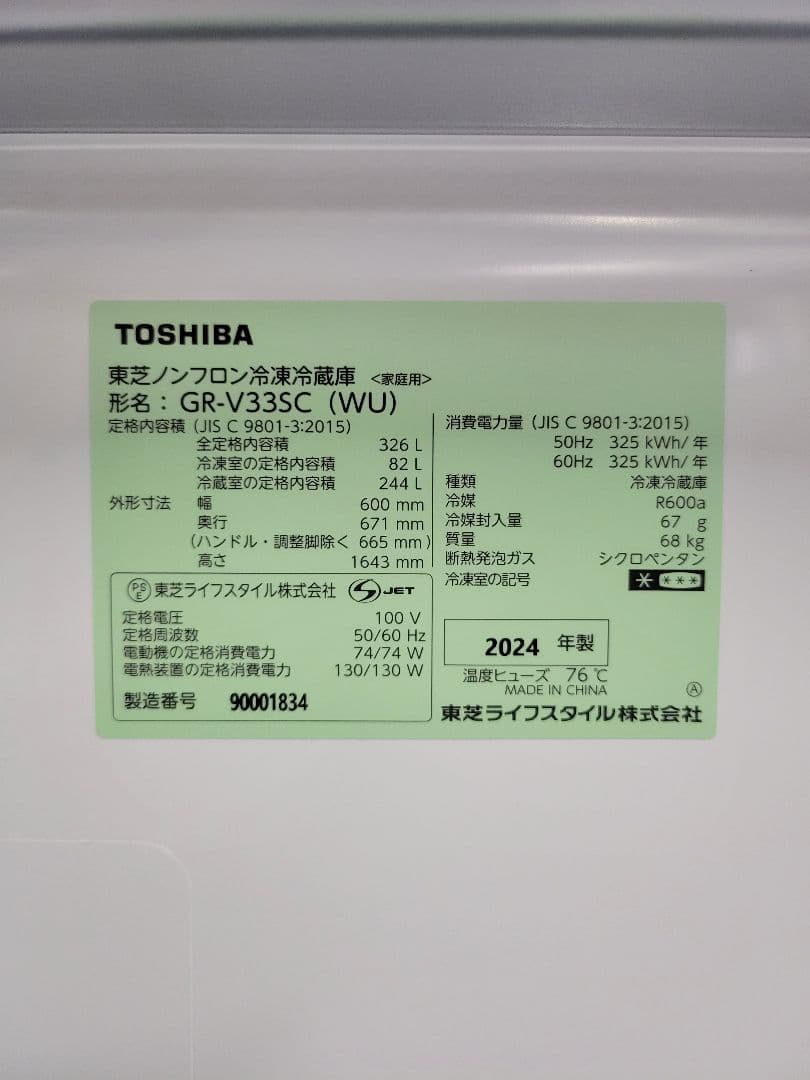 TOSHIBA
東芝ノンフロン冷凍冷蔵庫 <家庭用>
形名：GR-V33SC (WU)
定格内容積 (JIS C 9801-3:2015)
全定格内容積 326 L
冷凍室の定格内容積 82 L
冷蔵室の定格内容積 244 L
外形寸法 幅 600 mm
奥行 671 mm
(ハンドル・調整脚除く 665 mm)
高さ 1643 mm
PSE 東芝ライフスタイル株式会社 S JET
定格電圧 100 V
定格周波数 50/60 Hz
電動機の定格消費電力 74/74 W
電熱装置の定格消費電力 130/130 W
製造番号 90001834
消費電力量 (JIS C 9801-3:2015)
50Hz 325 kWh/年
60Hz 325 kWh/年
種類 冷凍冷蔵庫
冷媒 R600a
冷媒封入量 67 g
質量 68 kg
断熱発泡ガス シクロペンタン
冷凍室の記号
2024 年製
温度ヒューズ 76℃
MADE IN CHINA Ⓐ
東芝ライフスタイル株式会社